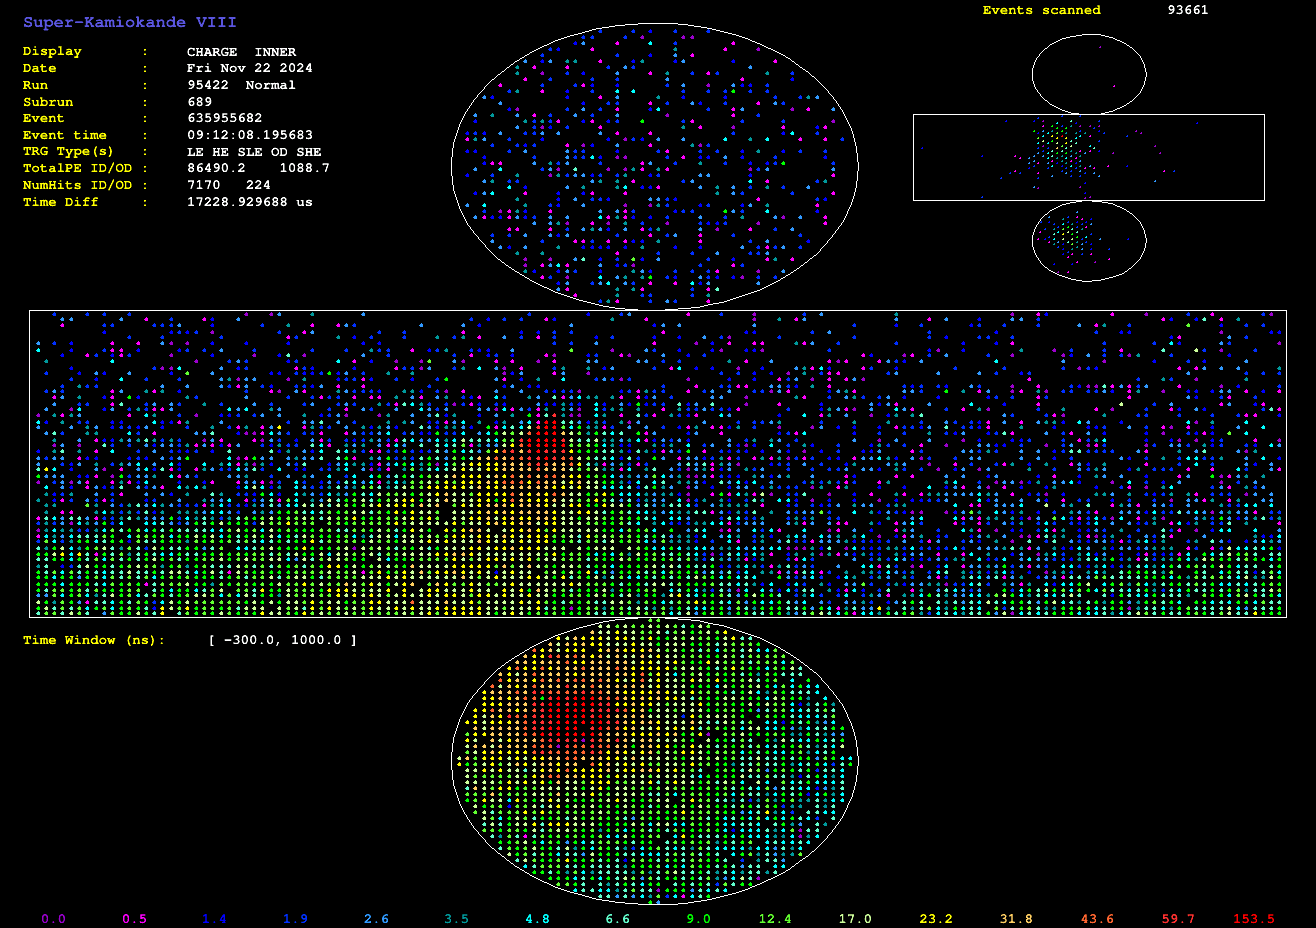 Super-Kamiokande VIII
Events scanned 93661
Display : CHARGE INNER
Date : Fri Nov 22 2024
Run : 95422 Normal
Subrun : 689
Event : 635955682
Event time : 09:12:08.195683
TRG Type(s) : LE HE SLE OD SHE
TotalPE ID/OD : 86490.2 1088.7
NumHits ID/OD : 7170 224
Time Diff : 17228.929688 us
Time Window (ns): [ -300.0, 1000.0 ]
0.0 0.5 1.4 1.9 2.6 3.5 4.8 6.6 9.0 12.4 17.0 23.2 31.8 43.6 59.7 153.5